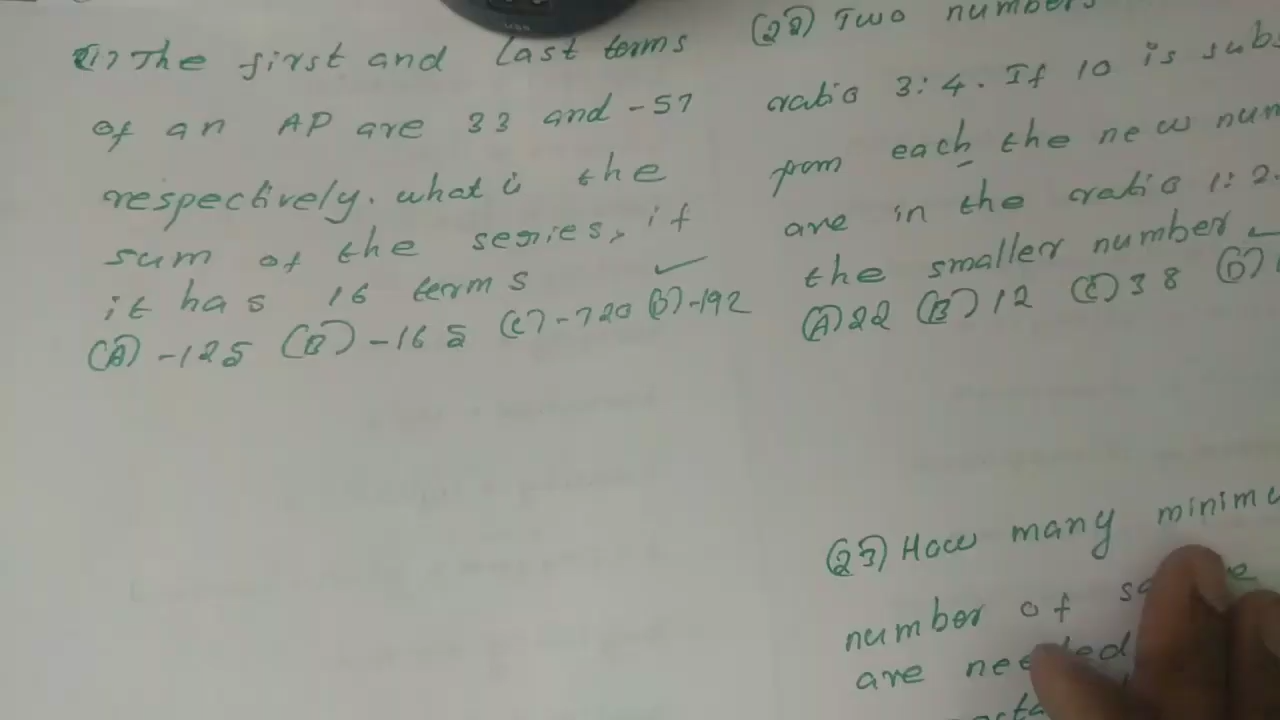 The first and last terms
of an AP are 33 and -57
respectively. what is the
sum of the series, if
it has 16 terms
(A) -125 (B) -165 (C) -720 (D) -192
(22) Two numbers
ratio 3:4. If 10 is
from each the new
are in the ratio 1:2.
the smaller number
(A) 22 (B) 12 (C) 38 (D)
(23) How many
number of
are needed